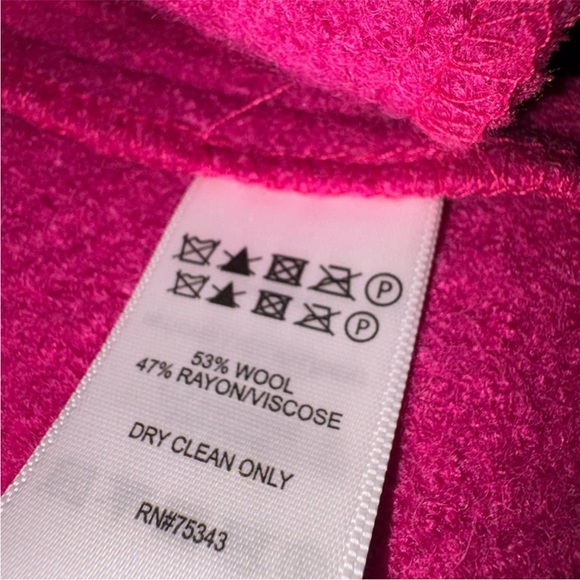 P
P
53% WOOL
47% RAYON/VISCOSE
DRY CLEAN ONLY
RN#75343